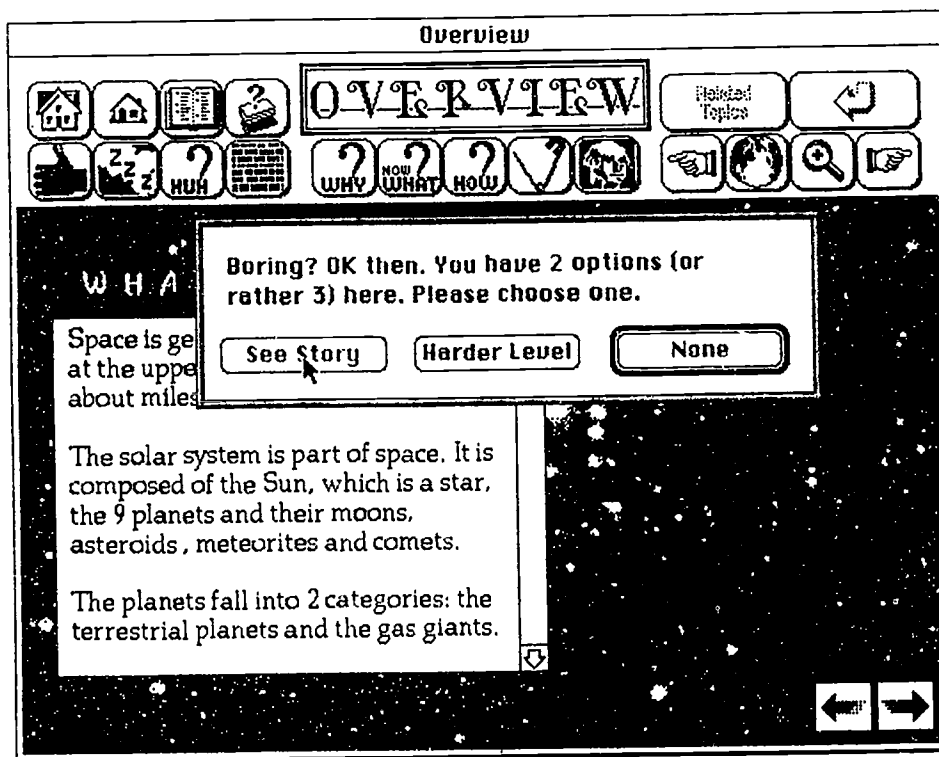 Overview
OVERVIEW
Related Topics
Z Z Z
?
HUH
?
WHY
?
NOW WHAT
?
HOW
?
W H A
Boring? OK then. You have 2 options (or
rather 3) here. Please choose one.
See Story
Harder Level
None
Space is ge
at the uppe
about miles
The solar system is part of space. It is
composed of the Sun, which is a star,
the 9 planets and their moons,
asteroids, meteorites and comets.
The planets fall into 2 categories: the
terrestrial planets and the gas giants.